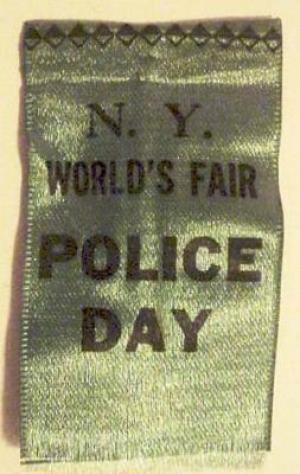 N. Y.
WORLD'S FAIR
POLICE
DAY